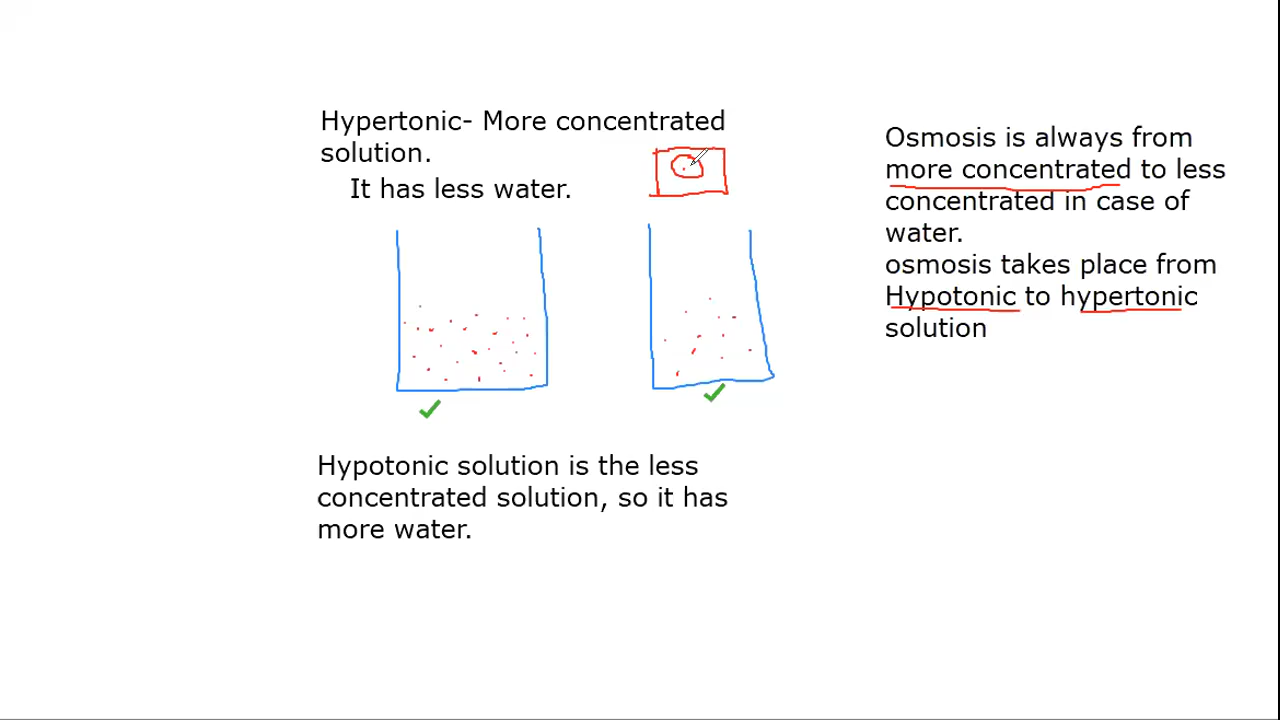 Hypertonic- More concentrated
solution.
It has less water.
Hypotonic solution is the less
concentrated solution, so it has
more water.
Osmosis is always from
more concentrated to less
concentrated in case of
water.
osmosis takes place from
Hypotonic to hypertonic
solution